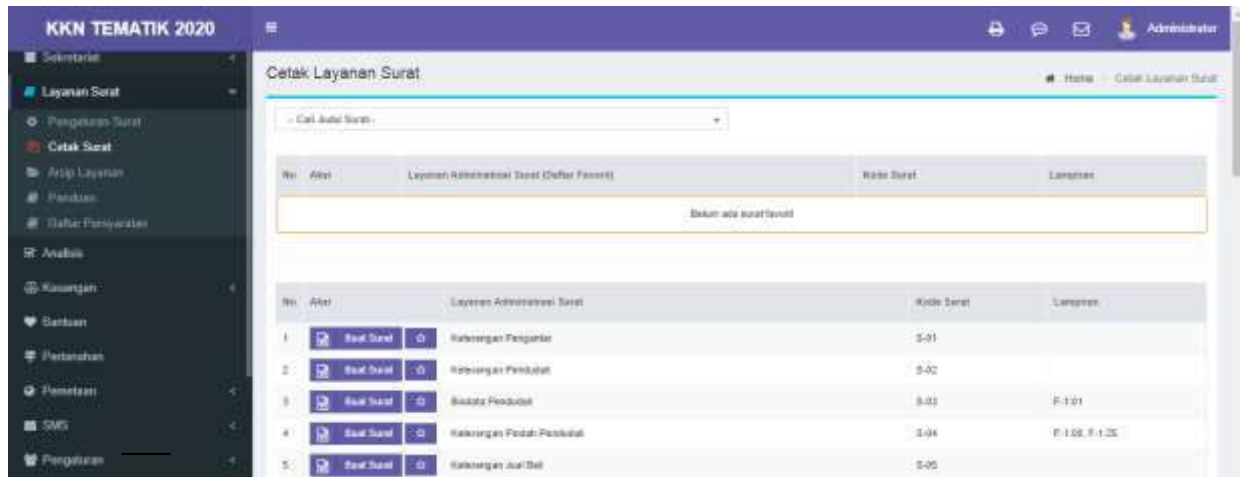 KKN TEMATIK 2020
Administrator
Sekretariat
Layanan Surat
Pengaturan Surat
Cetak Surat
Arsip Layanan
Panduan
Daftar Persyaratan
Analisis
Keuangan
Bantuan
Pertanahan
Pemetaan
SMS
Pengaturan
Cetak Layanan Surat
Home Cetak Layanan Surat
-- Cari Judul Surat--
No Aksi Layanan Administrasi Surat (Daftar Favorit) Kode Surat Lampiran
Belum ada surat favorit
No Aksi Layanan Administrasi Surat Kode Surat Lampiran
1 Buat Surat Keterangan Pengantar S-01
2 Buat Surat Keterangan Penduduk S-02
3 Buat Surat Biodata Penduduk S-03 F-1.01
4 Buat Surat Keterangan Pindah Penduduk S-04
5 Buat Surat Keterangan Jual Beli S-05